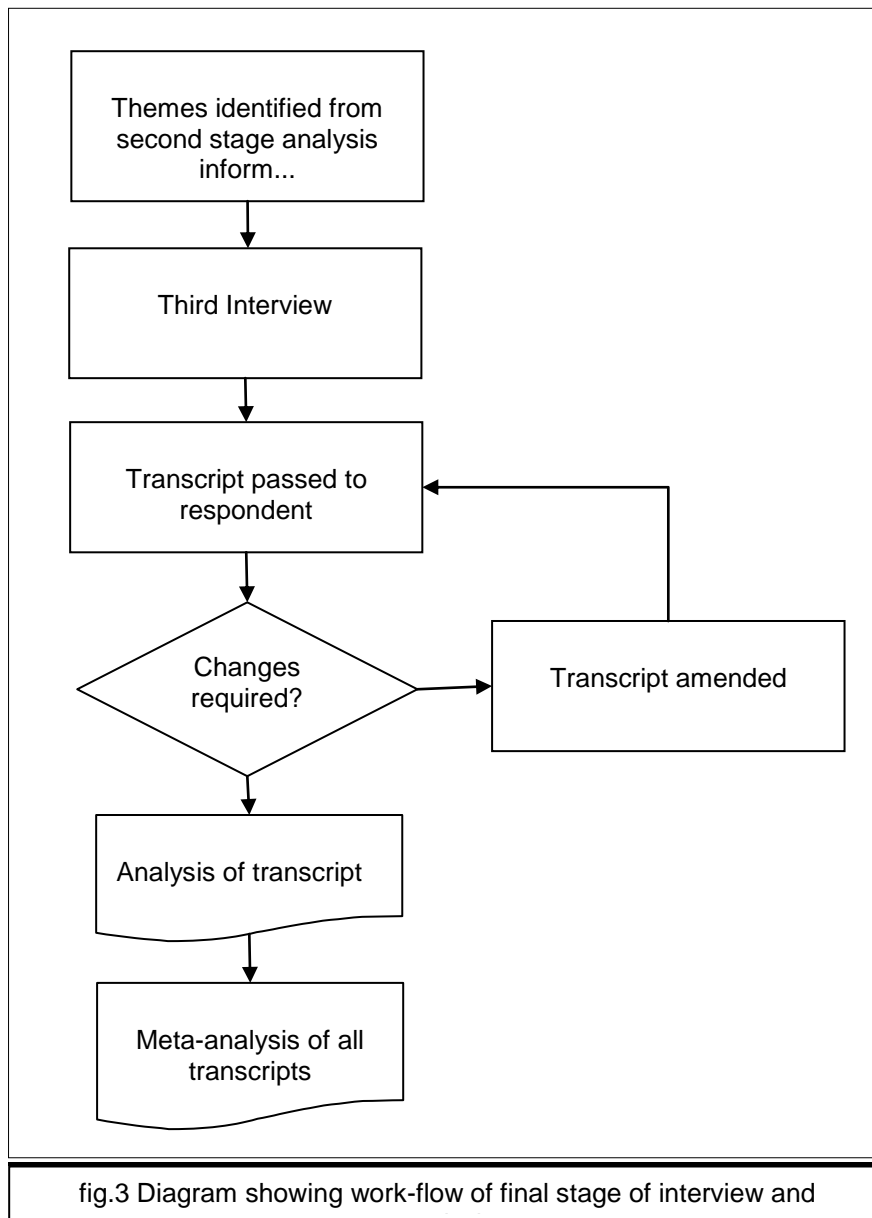 Themes identified from
second stage analysis
inform...
Third Interview
Transcript passed to
respondent
Changes
required?
Transcript amended
Analysis of transcript
Meta-analysis of all
transcripts
fig.3 Diagram showing work-flow of final stage of interview and